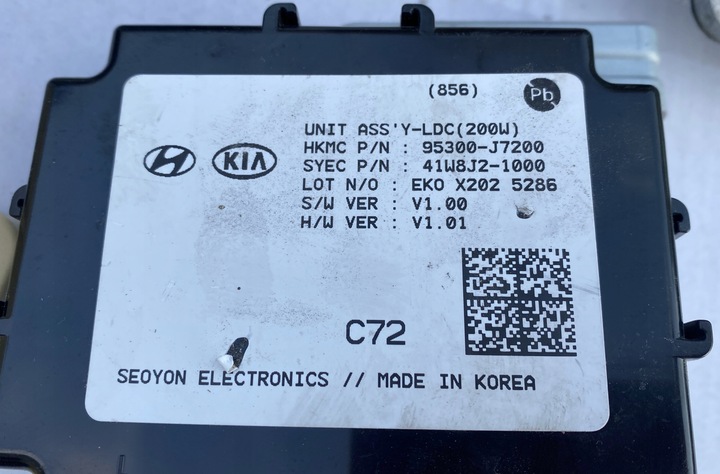 (856)
Pb
UNIT ASS'Y-LDC(200W)
HKMC P/N : 95300-J7200
SYEC P/N : 41W8J2-1000
LOT N/O : EKO X202 5286
S/W VER : V1.00
H/W VER : V1.01
KIA
C72
SEOYON ELECTRONICS // MADE IN KOREA